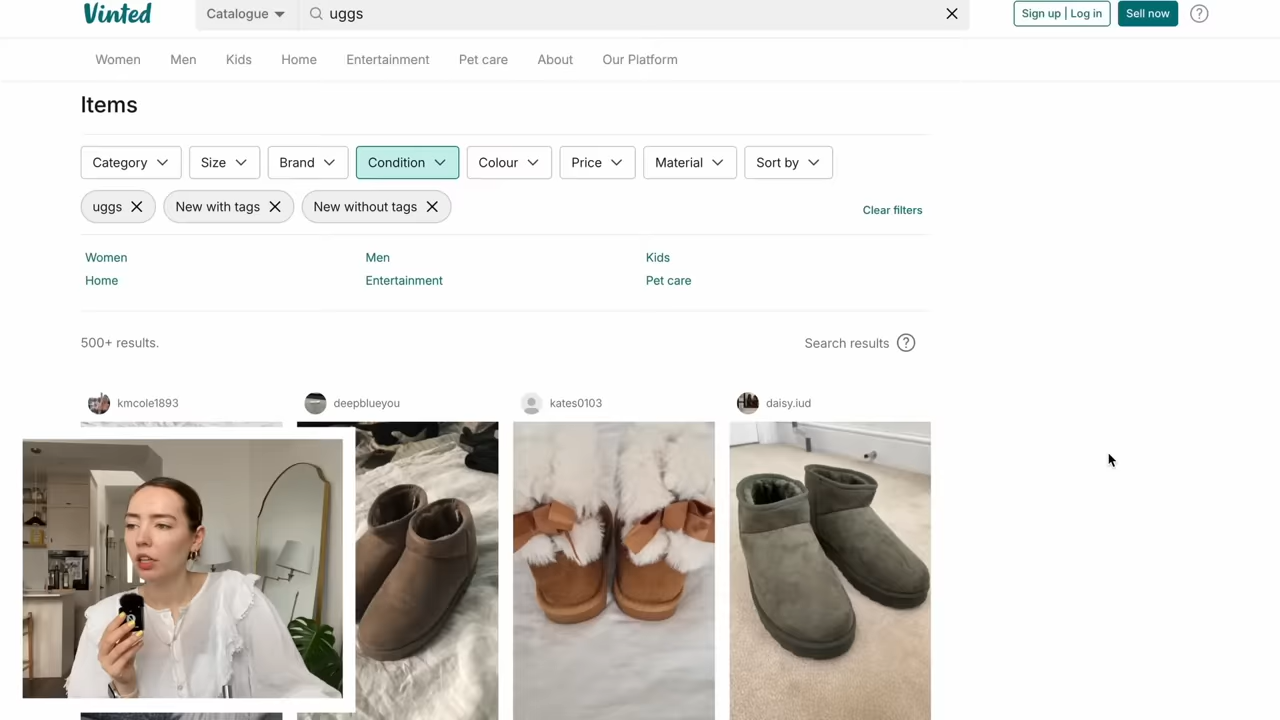 Vinted Catalogue uggs Sign up | Log in Sell now ?
Women Men Kids Home Entertainment Pet care About Our Platform
Items
Category Size Brand Condition Colour Price Material Sort by
uggs New with tags New without tags Clear filters
Women Men Kids
Home Entertainment Pet care
500+ results. Search results ?
kmcole1893 deepblueyou kates0103 daisy.iud